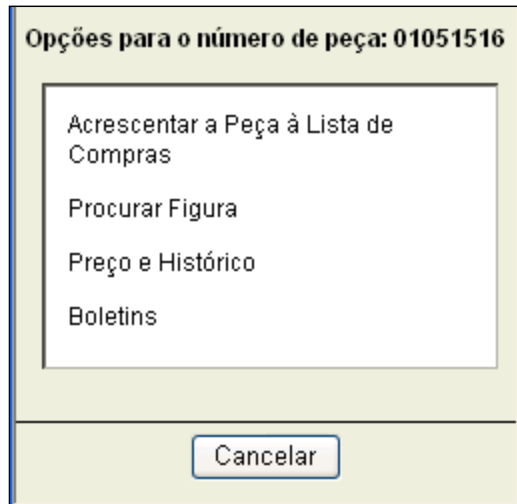 Opções para o número de peça: 01051516
Acrescentar a Peça à Lista de
Compras
Procurar Figura
Preço e Histórico
Boletins
Cancelar